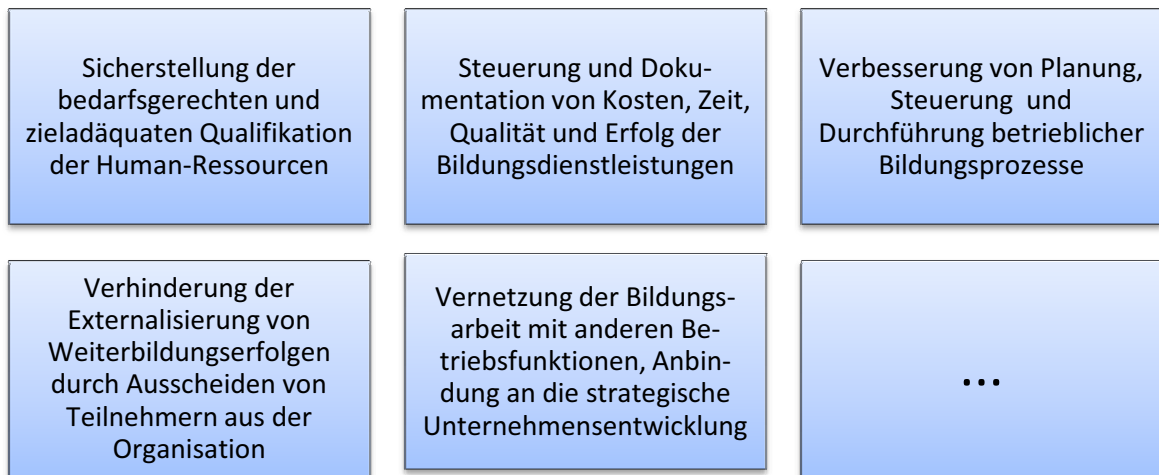 Sicherstellung der
bedarfsgerechten und
zieladäquaten Qualifikation
der Human-Ressourcen
Steuerung und Doku-
mentation von Kosten, Zeit,
Qualität und Erfolg der
Bildungsdienstleistungen
Verbesserung von Planung,
Steuerung und
Durchführung betrieblicher
Bildungsprozesse
Verhinderung der
Externalisierung von
Weiterbildungserfolgen
durch Ausscheiden von
Teilnehmern aus der
Organisation
Vernetzung der Bildungs-
arbeit mit anderen Be-
triebsfunktionen, Anbin-
dung an die strategische
Unternehmensentwicklung
...